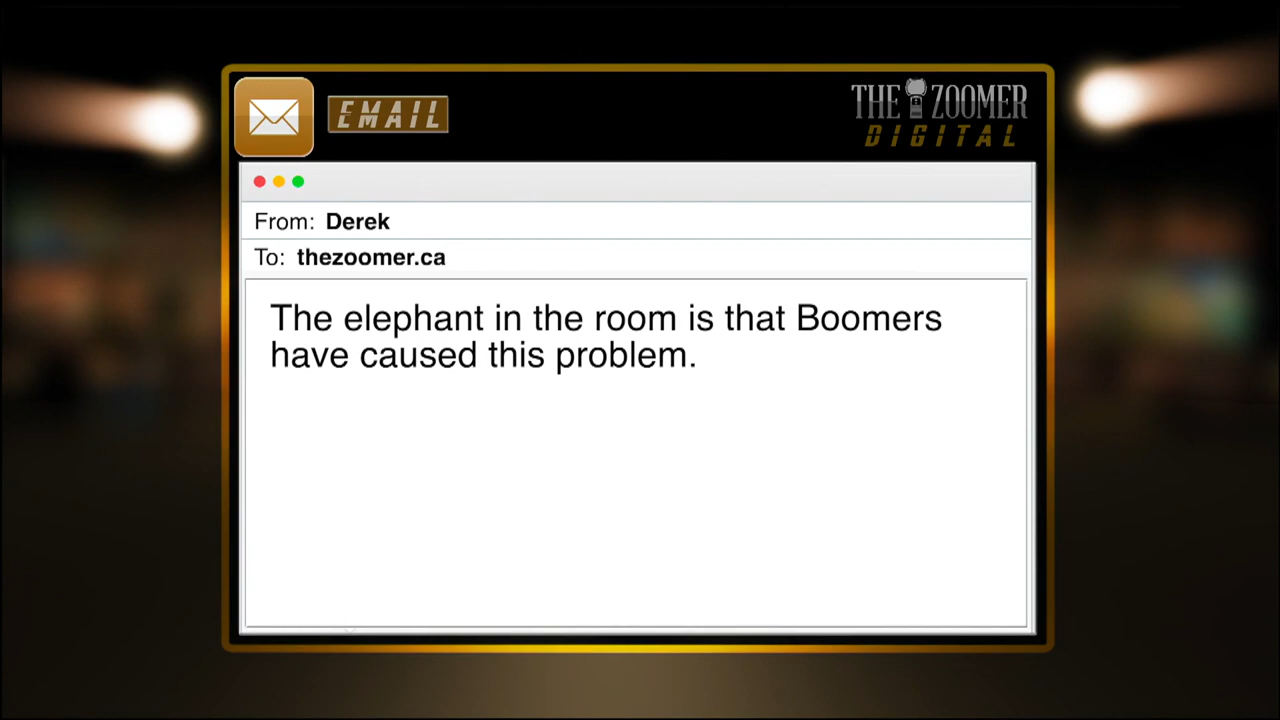 EMAIL
THE ZOOMER
DIGITAL
From: Derek
To: thezoomer.ca
The elephant in the room is that Boomers
have caused this problem.